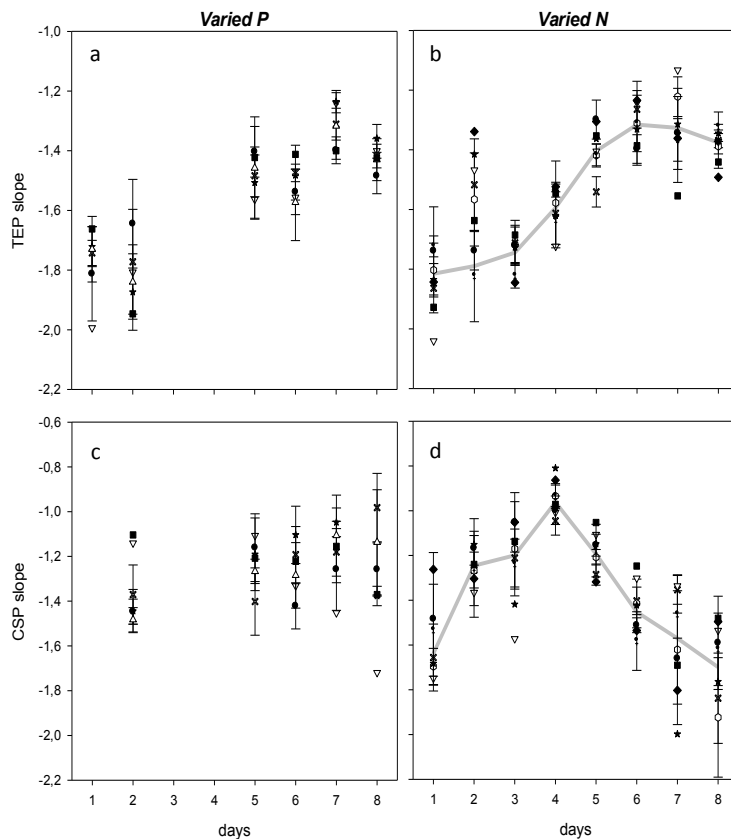 Varied P Varied N
a b
-1,0
-1,2
-1,4
-1,6
-1,8
-2,0
-2,2
TEP slope
c d
-0,6
-0,8
-1,0
-1,2
-1,4
-1,6
-1,8
-2,0
-2,2
CSP slope
1 2 3 4 5 6 7 8 1 2 3 4 5 6 7 8
days days